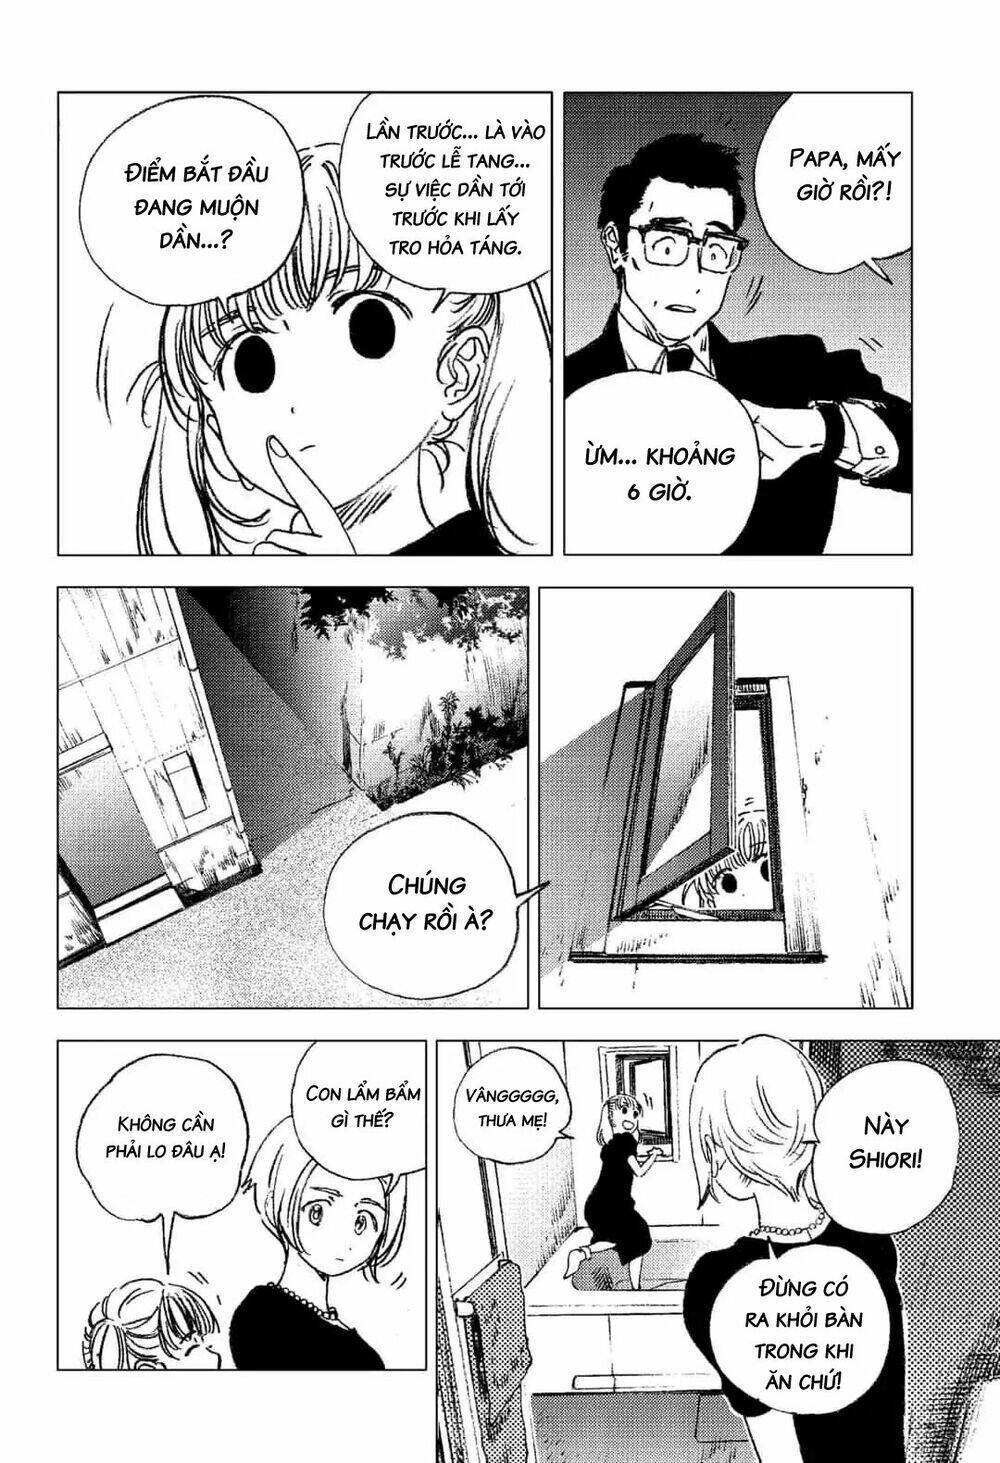 PAPA, MẤY
GIỜ RỒI?!
ỪM... KHOẢNG
6 GIỜ.
LẦN TRƯỚC... LÀ VÀO
TRƯỚC LỄ TANG...
SỰ VIỆC DẦN TỚI
TRƯỚC KHI LẤY
TRO HỎA TÁNG.
ĐIỂM BẮT ĐẦU
ĐANG MUỘN
DẦN...?
CHÚNG
CHẠY RỒI À?
NÀY
SHIORI!
ĐỪNG CÓ
RA KHỎI BÀN
TRONG KHI
ĂN CHỨ!
VÂNGGGGG,
THƯA MẸ!
CON LẨM BẨM
GÌ THẾ?
KHÔNG CẦN
PHẢI LO ĐÂU Ạ!